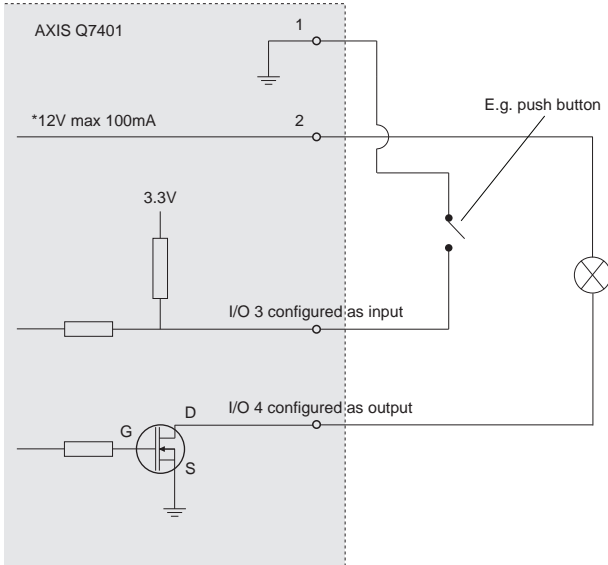 AXIS Q7401
1
E.g. push button
*12V max 100mA
2
3.3V
I/O 3 configured as input
I/O 4 configured as output
D
G
S